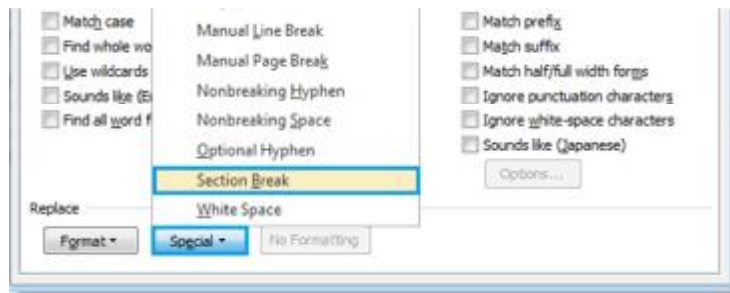 Match case
Find whole wo
Use wildcards
Sounds like (En
Find all word f
Manual Line Break
Manual Page Break
Nonbreaking Hyphen
Nonbreaking Space
Optional Hyphen
Section Break
White Space
Match prefix
Match suffix
Match half/full width forms
Ignore punctuation characters
Ignore white-space characters
Sounds like (Japanese)
Options...
Replace
Format
Special
No Formatting